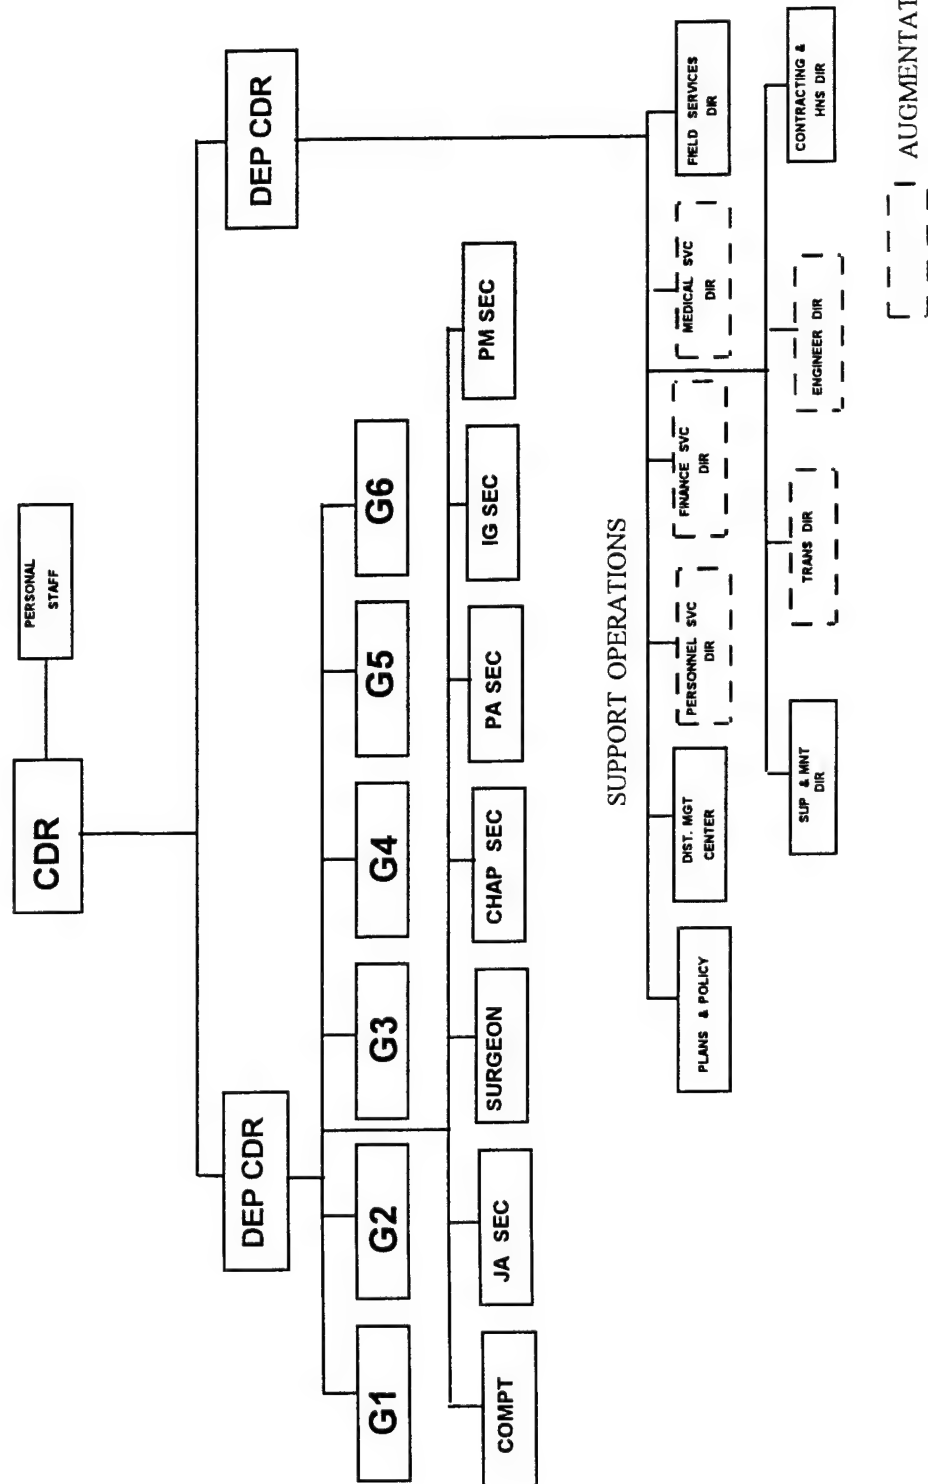 CDR
PERSONAL
STAFF
DEP CDR
DEP CDR
G1
G2
G3
G4
G5
G6
COMPT
JA SEC
SURGEON
CHAP SEC
PA SEC
IG SEC
PM SEC
SUPPORT OPERATIONS
PLANS & POLICY
DIST. MGT
CENTER
PERSONNEL SVC
DIR
FINANCE SVC
DIR
MEDICAL SVC
DIR
FIELD SERVICES
DIR
SUP & MNT
DIR
TRANS DIR
ENGINEER DIR
CONTRACTING &
HNS DIR
AUGMENTAT